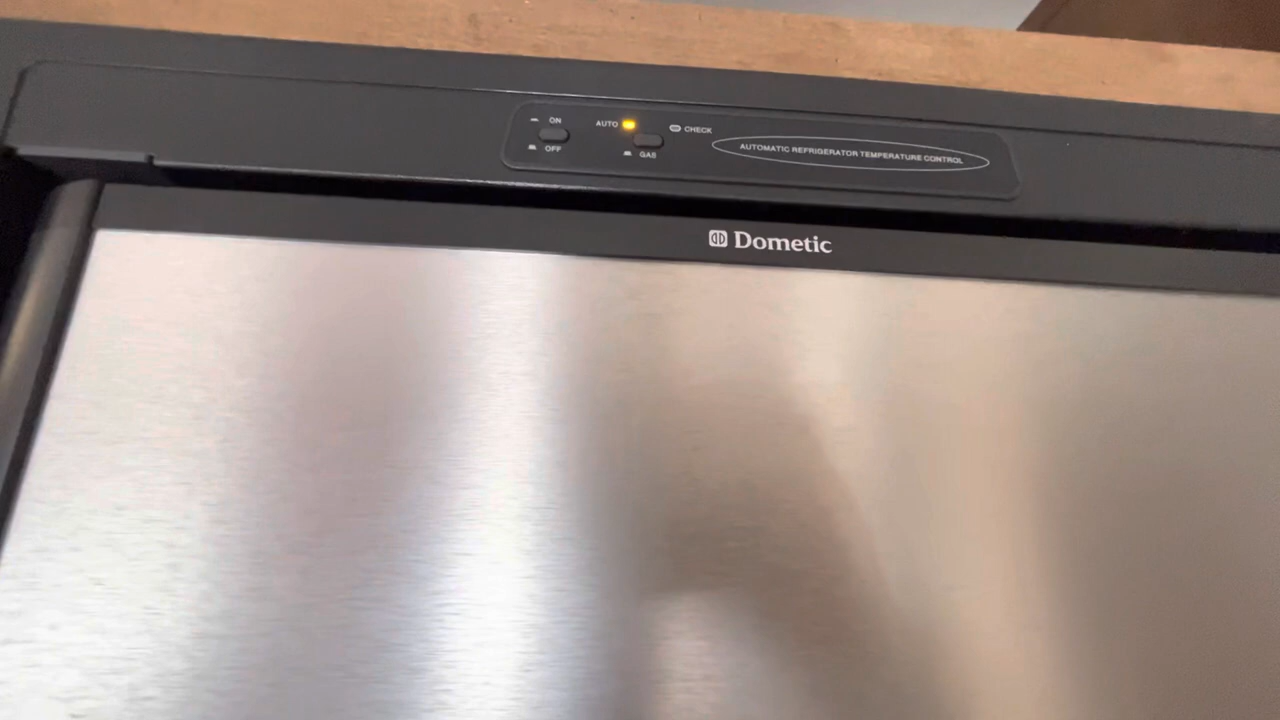 ON
OFF
AUTO
GAS
CHECK
AUTOMATIC REFRIGERATOR TEMPERATURE CONTROL
Dometic